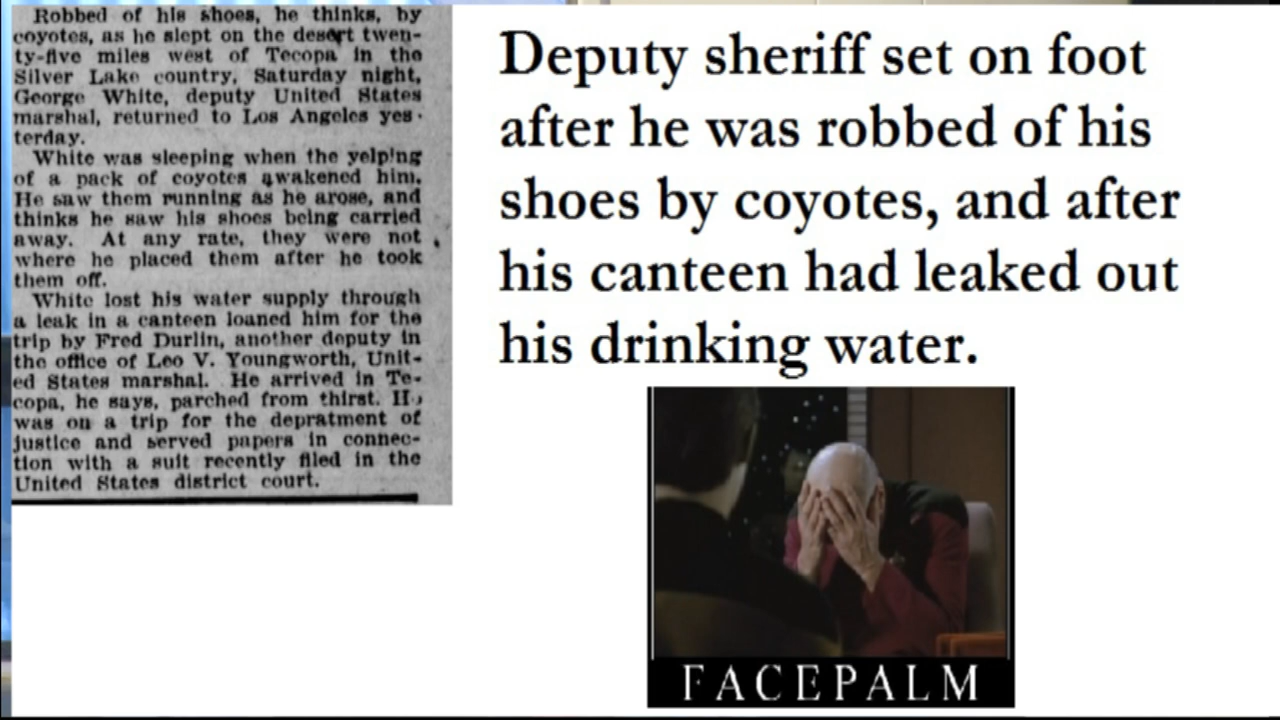 Robbed of his shoes, he thinks, by
coyotes, as he slept on the desert twen-
ty-five miles west of Tecopa in the
Silver Lake country, Saturday night,
George White, deputy United States
marshal, returned to Los Angeles yes-
terday.
White was sleeping when the yelping
of a pack of coyotes awakened him.
He saw them running as he arose, and
thinks he saw his shoes being carried
away. At any rate, they were not
where he placed them after he took
them off.
White lost his water supply through
a leak in a canteen loaned him for the
trip by Fred Durlin, another deputy in
the office of Leo V. Youngworth, Unit-
ed States marshal. He arrived in Te-
copa, he says, parched from thirst. He
was on a trip for the depratment of
justice and served papers in connec-
tion with a suit recently filed in the
United States district court.
Deputy sheriff set on foot
after he was robbed of his
shoes by coyotes, and after
his canteen had leaked out
his drinking water.
FACEPALM